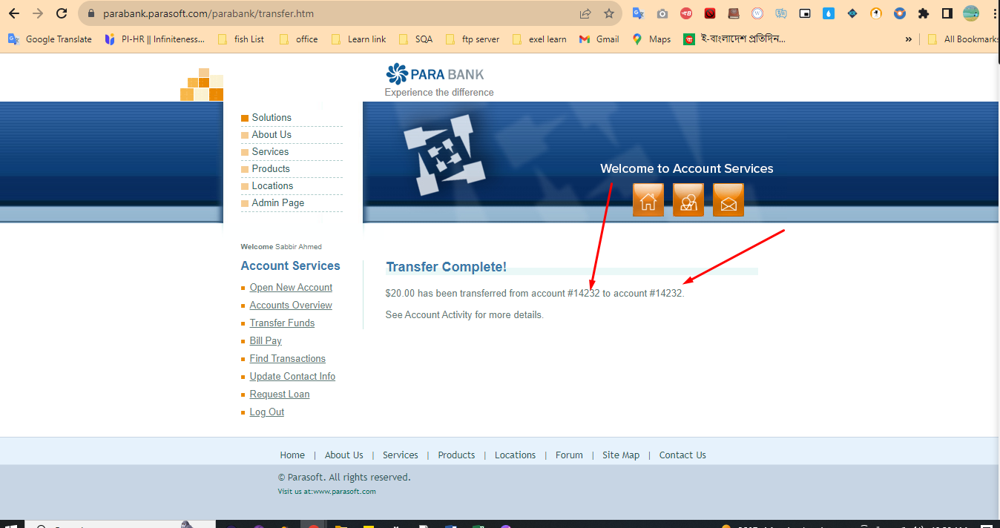 parabank.parasoft.com/parabank/transfer.htm
Google Translate PI-HR || Infiniteness... fish List office Learn link SQA ftp server exel learn Gmail Maps ই-বাংলাদেশ প্রতিদিন... » All Bookmarks
PARA BANK
Experience the difference
Solutions
About Us
Services
Products
Locations
Admin Page
Welcome to Account Services
Welcome Sabbir Ahmed
Account Services
Open New Account
Accounts Overview
Transfer Funds
Bill Pay
Find Transactions
Update Contact Info
Request Loan
Log Out
Transfer Complete!
$20.00 has been transferred from account #14232 to account #14232.
See Account Activity for more details.
Home | About Us | Services | Products | Locations | Forum | Site Map | Contact Us
© Parasoft. All rights reserved.
Visit us at:www.parasoft.com